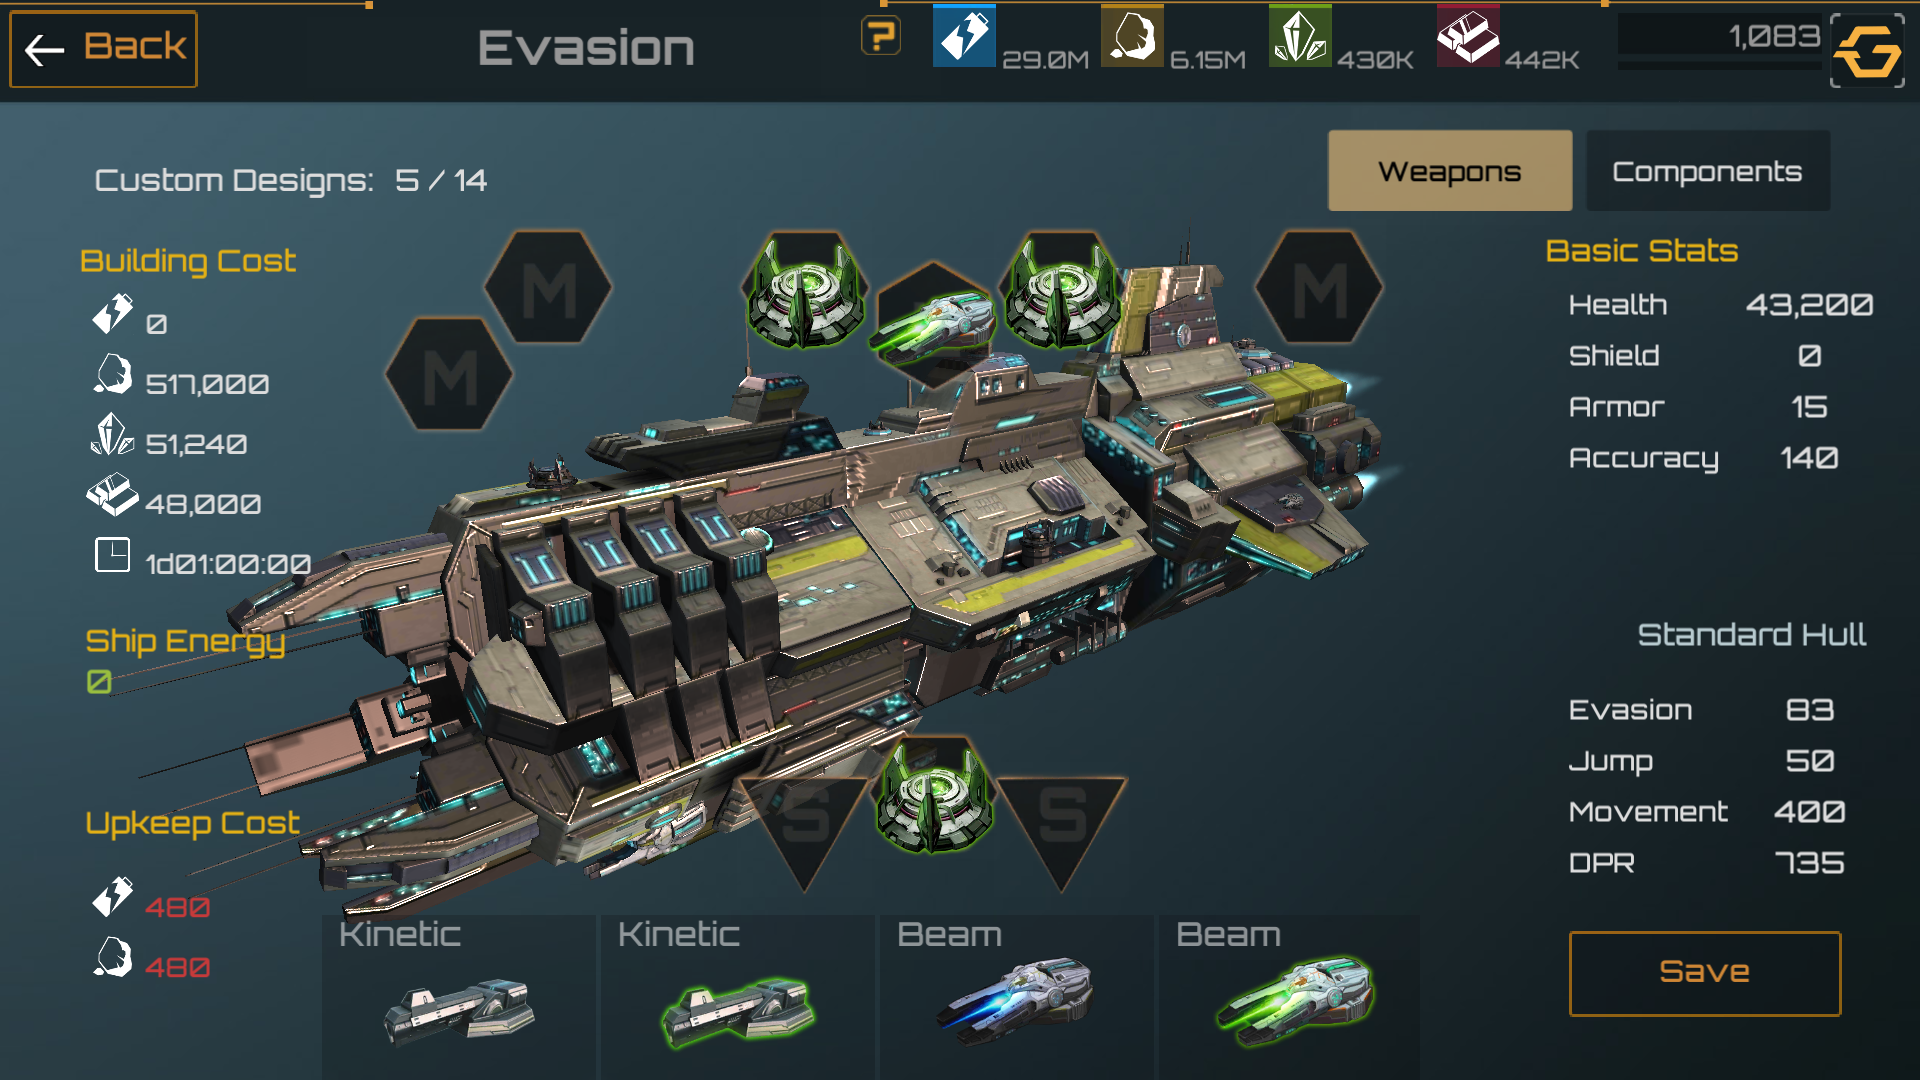 Back
Evasion
?
29.0M
6.15M
430K
442K
1,083
Custom Designs: 5 / 14
Weapons
Components
Building Cost
0
517,000
51,240
48,000
1d01:00:00
Ship Energy
0
Upkeep Cost
480
480
M
M
M
S
S
Basic Stats
Health 43,200
Shield 0
Armor 15
Accuracy 140
Standard Hull
Evasion 83
Jump 50
Movement 400
DPR 735
Kinetic
Kinetic
Beam
Beam
Save